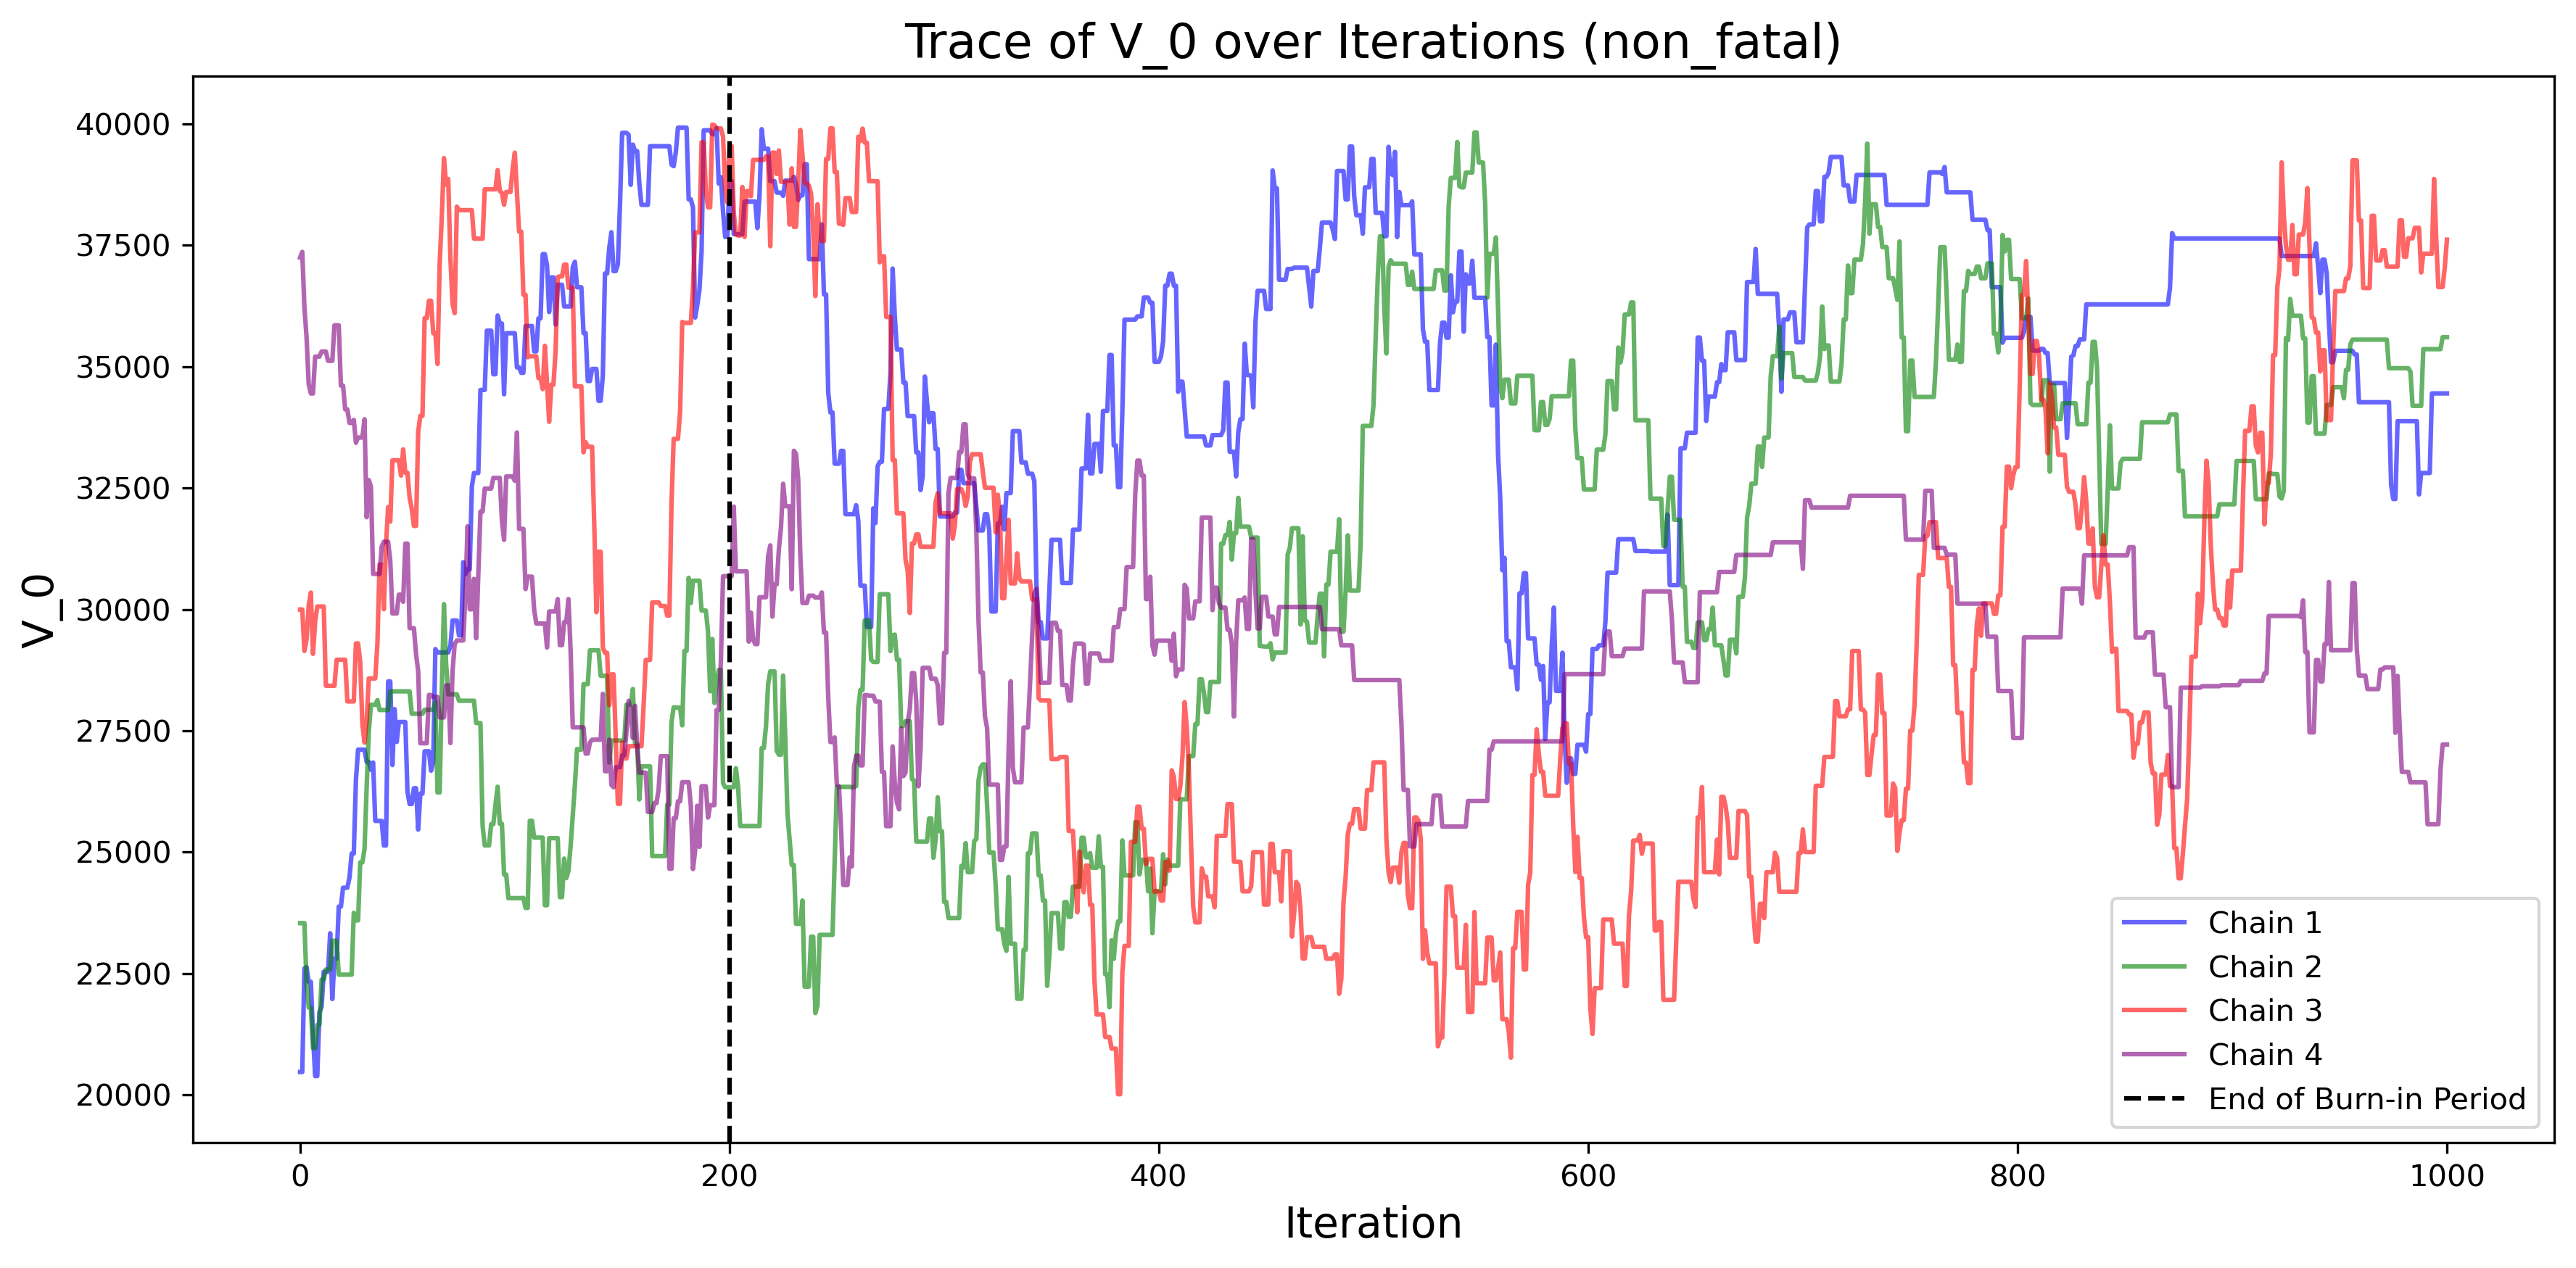 Trace of V_0 over Iterations (non_fatal)
V_0
40000
37500
35000
32500
30000
27500
25000
22500
20000
0 200 400 600 800 1000
Iteration
Chain 1
Chain 2
Chain 3
Chain 4
End of Burn-in Period